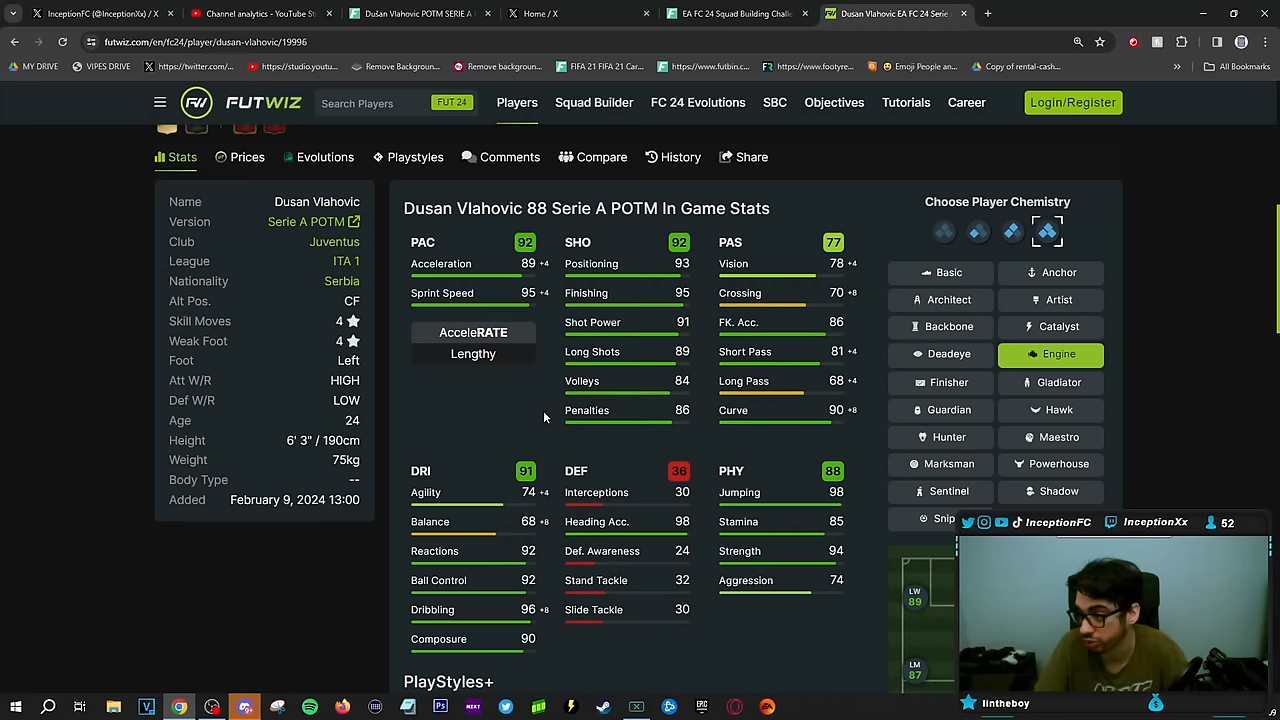 InceptionFC (@InceptionXx) / X
Channel analytics - YouTube St
Dušan Vlahovic POTM SERIE A
Home / X
EA FC 24 Squad Building Challe
Dusan Vlahovic EA FC 24 Serie
futwiz.com/en/fc24/player/dusan-vlahovic/19996
MY DRIVE
VIPES DRIVE
https://twitter.com/...
https://studio.youtu...
Remove Background...
Remove backgroun...
FIFA 21 FIFA 21 Car...
https://www.futbin.c...
https://www.footyre...
Emoji People an...
Copy of rental-cash...
All Bookmarks
FW FUTWIZ
Search Players FUT 24
Players
Squad Builder
FC 24 Evolutions
SBC
Objectives
Tutorials
Career
Login/Register
Stats
Prices
Evolutions
Playstyles
Comments
Compare
History
Share
Name Dusan Vlahovic
Version Serie A POTM
Club Juventus
League ITA 1
Nationality Serbia
Alt Pos. CF
Skill Moves 4
Weak Foot 4
Foot Left
Att W/R HIGH
Def W/R LOW
Age 24
Height 6' 3" / 190cm
Weight 75kg
Body Type --
Added February 9, 2024 13:00
Dusan Vlahovic 88 Serie A POTM In Game Stats
PAC 92
Acceleration 89 +4
Sprint Speed 95 +4
AcceleRATE
Lengthy
SHO 92
Positioning 93
Finishing 95
Shot Power 91
Long Shots 89
Volleys 84
Penalties 86
PAS 77
Vision 78 +4
Crossing 70 +8
FK. Acc. 86
Short Pass 81 +4
Long Pass 68 +4
Curve 90 +8
DRI 91
Agility 74 +4
Balance 68 +8
Reactions 92
Ball Control 92
Dribbling 96 +8
Composure 90
DEF 36
Interceptions 30
Heading Acc. 98
Def. Awareness 24
Stand Tackle 32
Slide Tackle 30
PHY 88
Jumping 98
Stamina 85
Strength 94
Aggression 74
PlayStyles+
Choose Player Chemistry
Basic
Anchor
Architect
Artist
Backbone
Catalyst
Deadeye
Engine
Finisher
Gladiator
Guardian
Hawk
Hunter
Maestro
Marksman
Powerhouse
Sentinel
Shadow
Snip
LW
89
LM
87
InceptionFC
InceptionXx
52
lintheboy